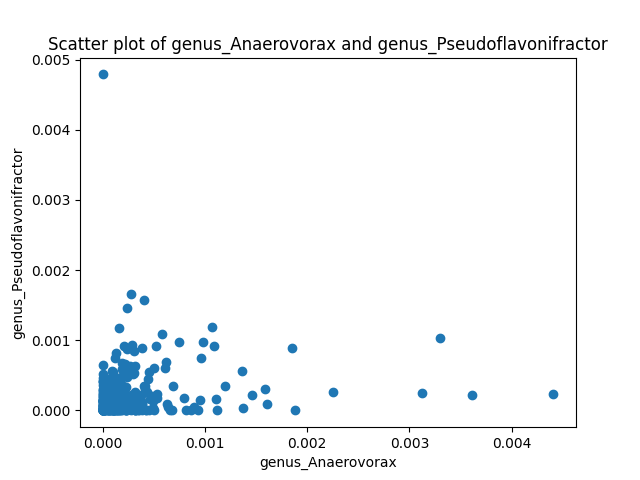 Scatter plot of genus_Anaerovorax and genus_Pseudoflavonifractor
0.005
0.004
0.003
0.002
0.001
0.000
genus_Pseudoflavonifractor
0.000 0.001 0.002 0.003 0.004
genus_Anaerovorax